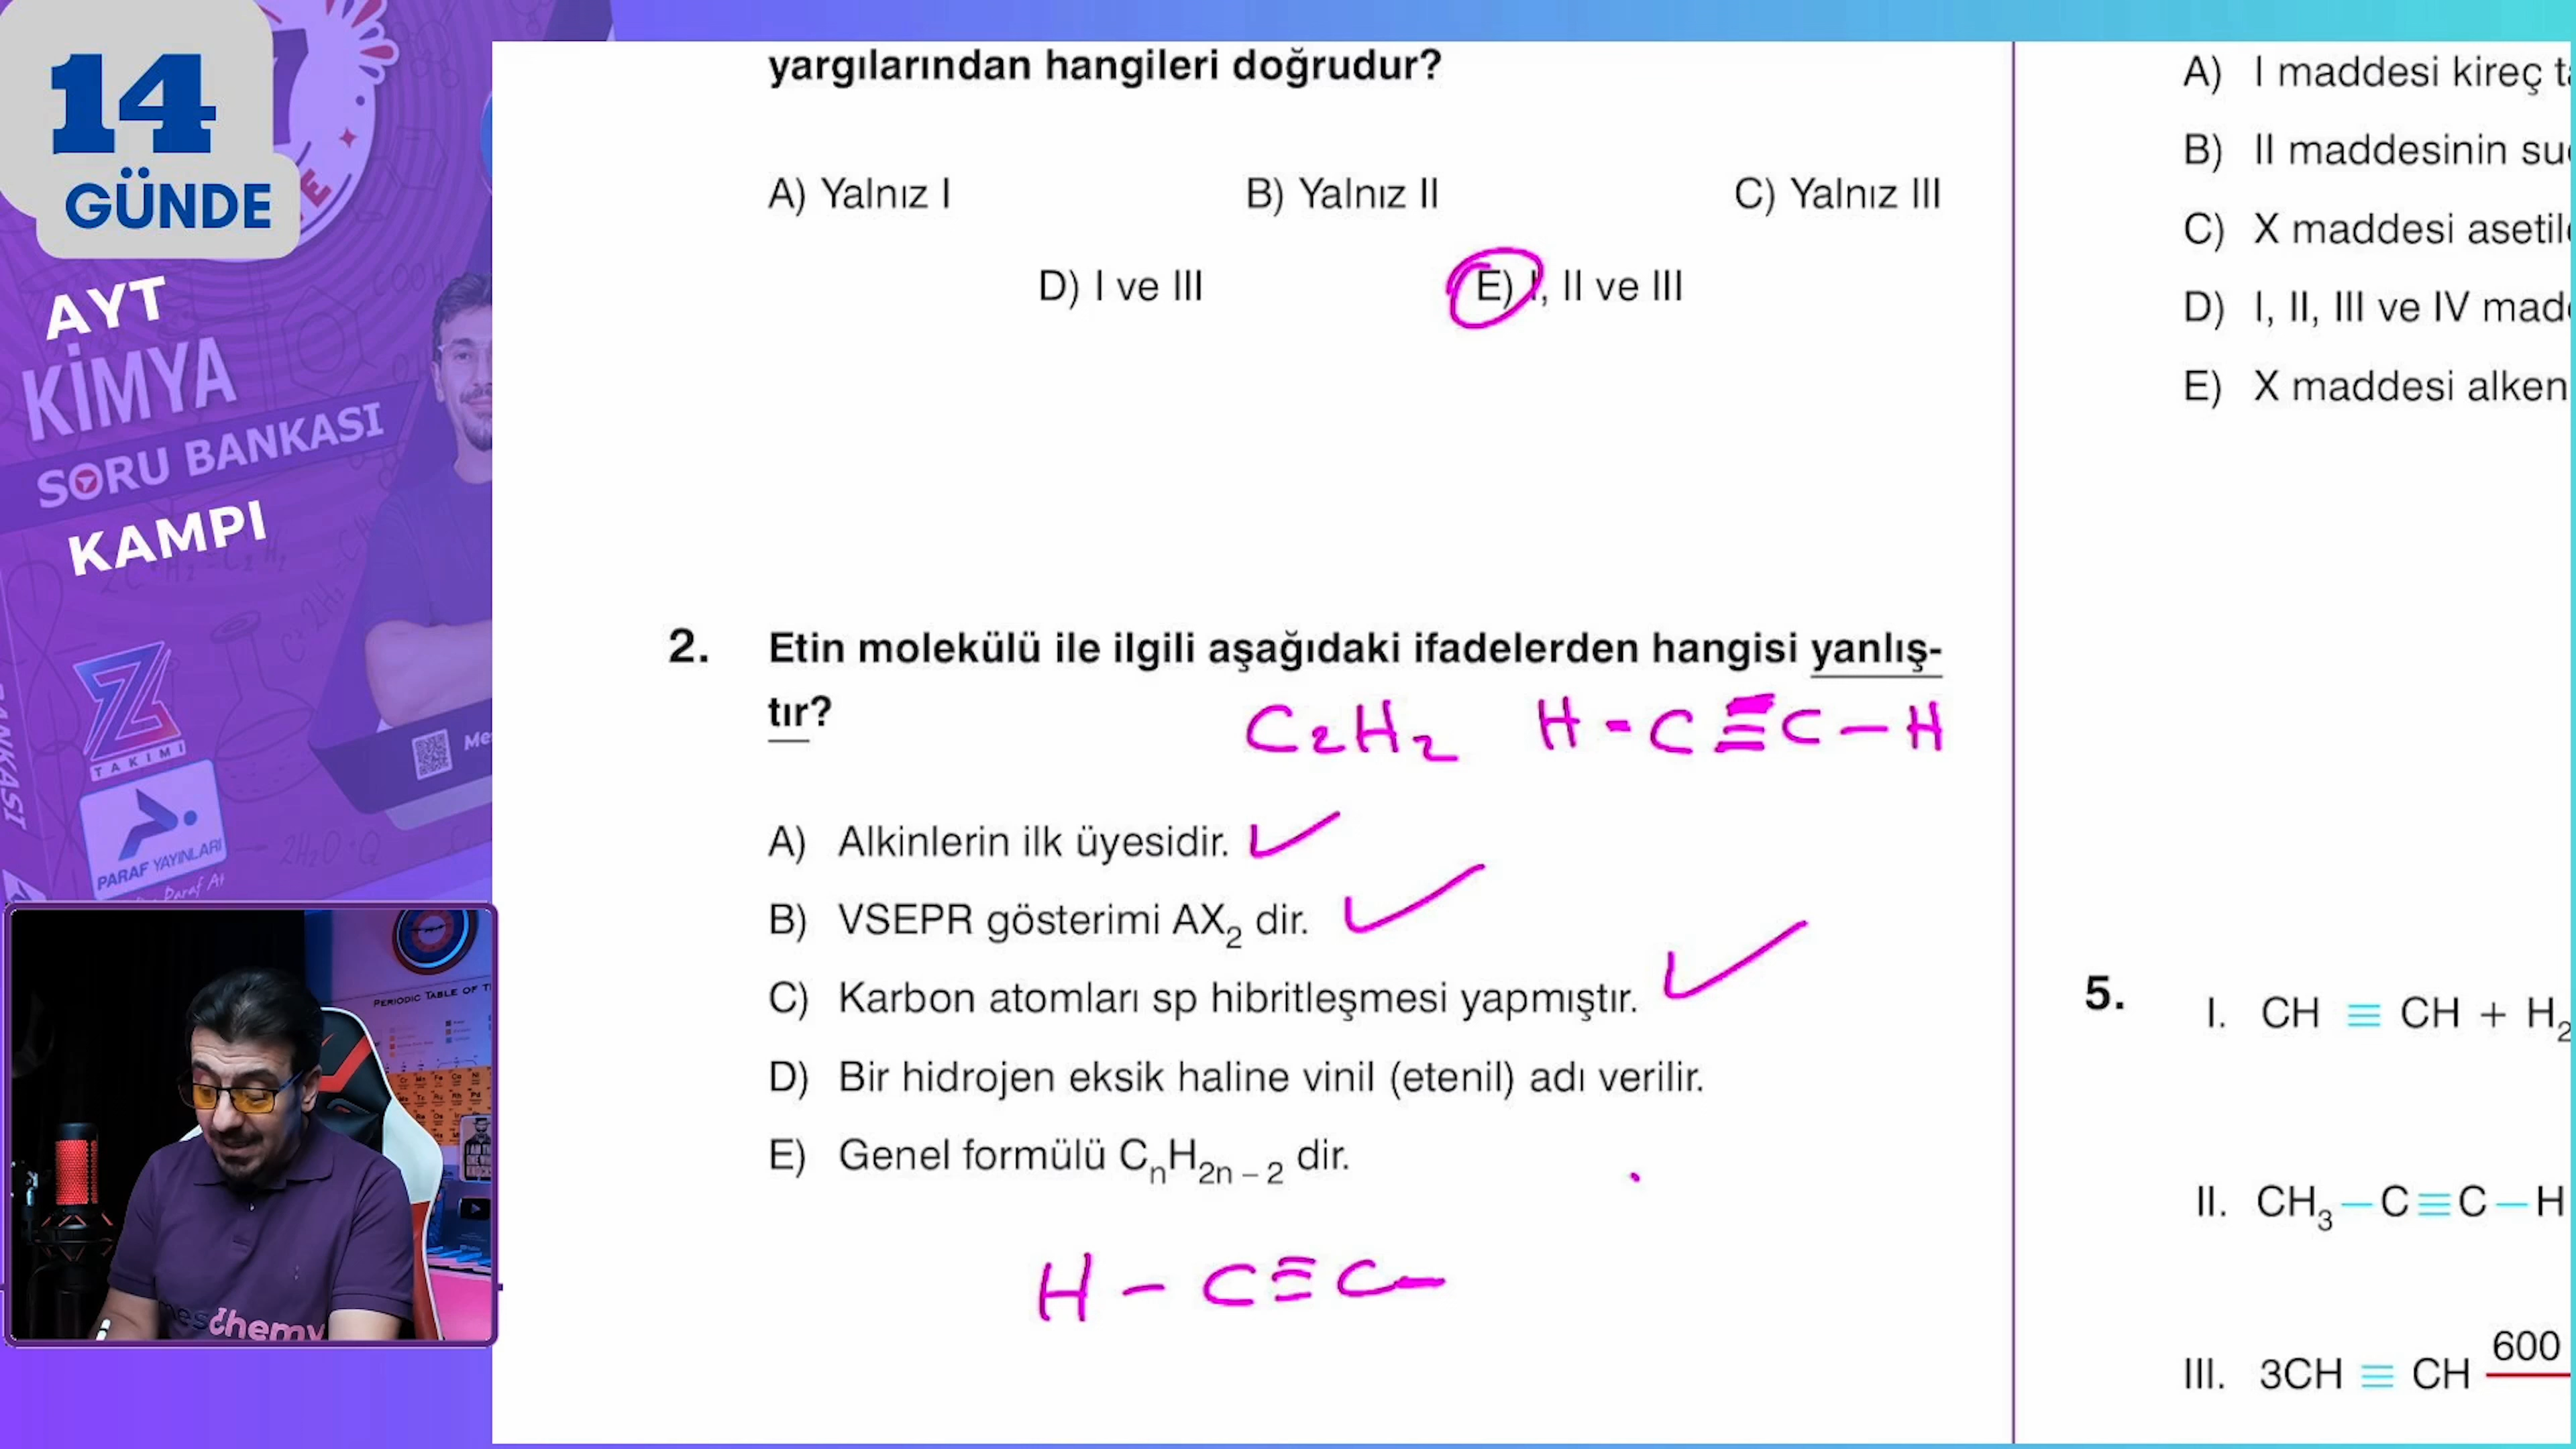 14
GÜNDE
AYT
KİMYA
SORU BANKASI
KAMPI
TAKIMI
PARAF YAYINLARI
yargılarından hangileri doğrudur?
A) Yalnız I B) Yalnız II C) Yalnız III
D) I ve III E) I, II ve III
2. Etin molekülü ile ilgili aşağıdaki ifadelerden hangisi yanlış-
tır?
C₂H₂ H-C≡C-H
A) Alkinlerin ilk üyesidir.
B) VSEPR gösterimi AX₂ dir.
C) Karbon atomları sp hibritleşmesi yapmıştır.
D) Bir hidrojen eksik haline vinil (etenil) adı verilir.
E) Genel formülü CₙH₂ₙ₋₂ dir.
H-C≡C-
A) I maddesi kireç
B) II maddesinin
C) X maddesi
D) I, II, III ve IV
E) X maddesi alken
5. I. CH ≡ CH + H₂
II. CH₃-C≡C-H
III. 3CH ≡ CH 600
PERIODIC TABLE OF